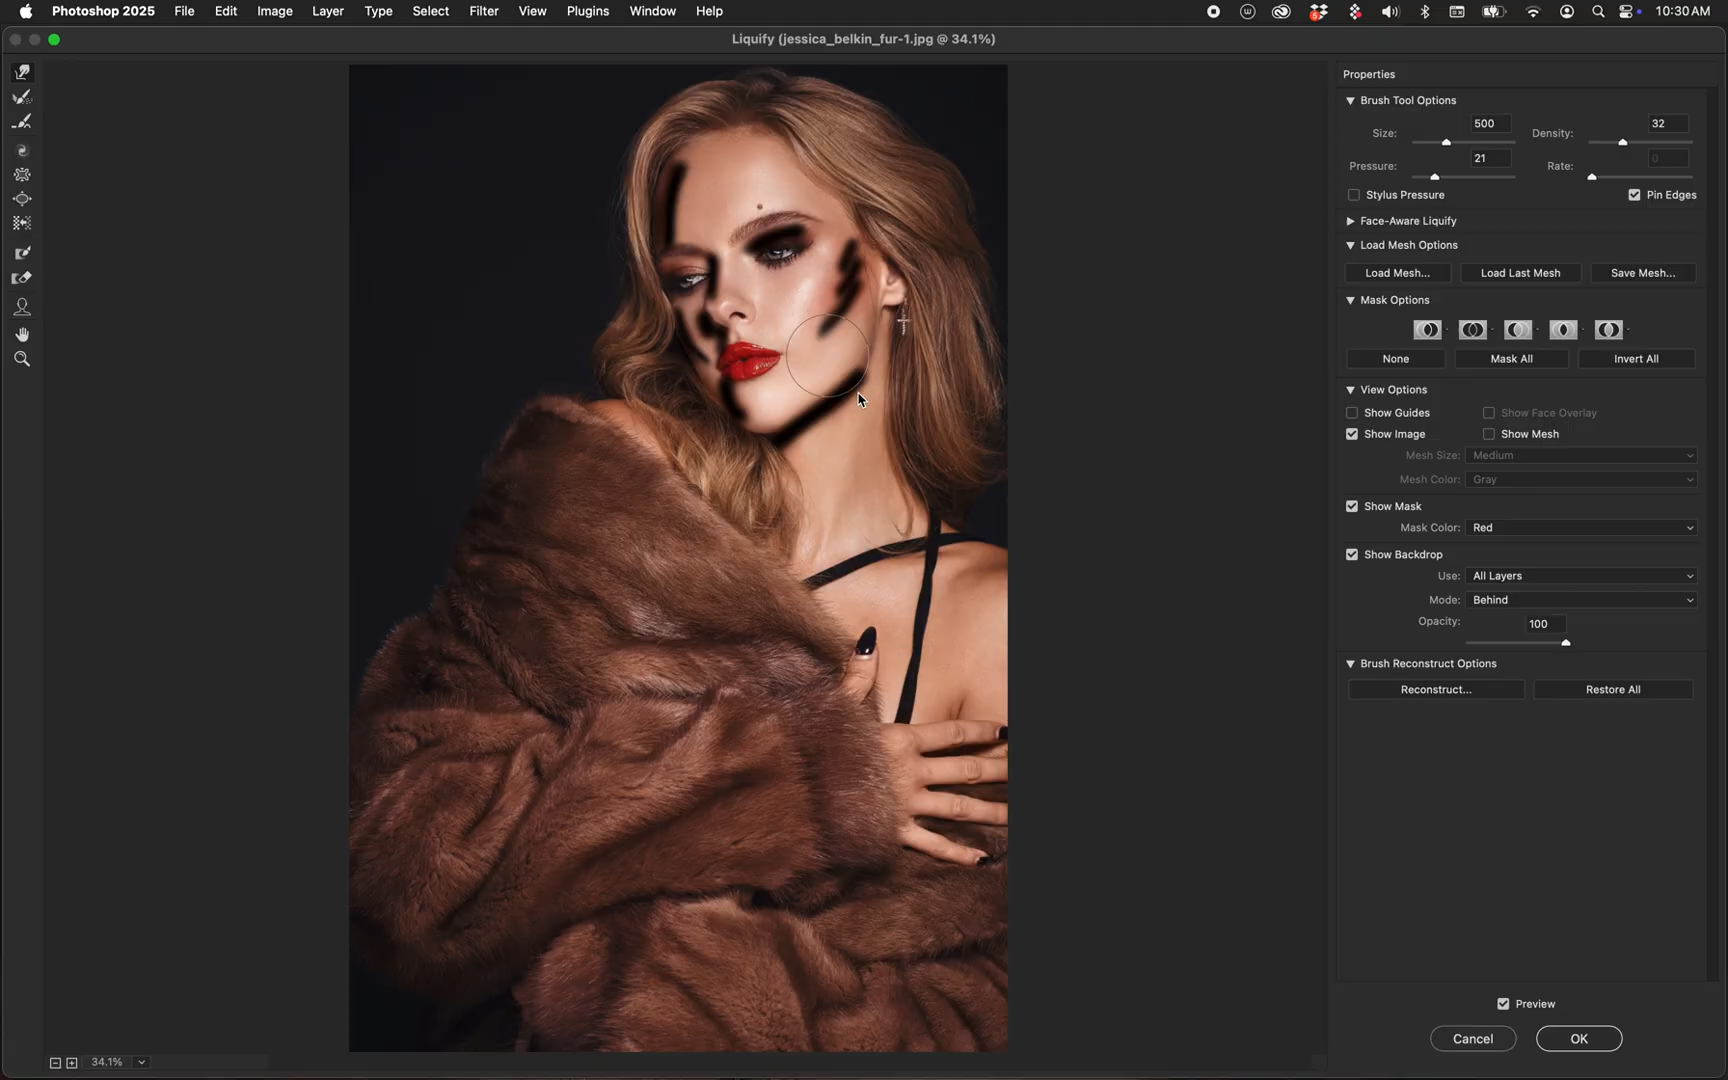 Photoshop 2025 File Edit Image Layer Type Select Filter View Plugins Window Help 5 10:30 AM
Liquify (jessica_belkin_fur-1.jpg @ 34.1%)
Properties
Brush Tool Options
Size: 500 Density: 32
Pressure: 21 Rate: 0
Stylus Pressure Pin Edges
Face-Aware Liquify
Load Mesh Options
Load Mesh... Load Last Mesh Save Mesh...
Mask Options
None Mask All Invert All
View Options
Show Guides Show Face Overlay
Show Image Show Mesh
Mesh Size: Medium
Mesh Color: Gray
Show Mask
Mask Color: Red
Show Backdrop
Use: All Layers
Mode: Behind
Opacity: 100
Brush Reconstruct Options
Reconstruct... Restore All
Preview
Cancel OK
34.1%